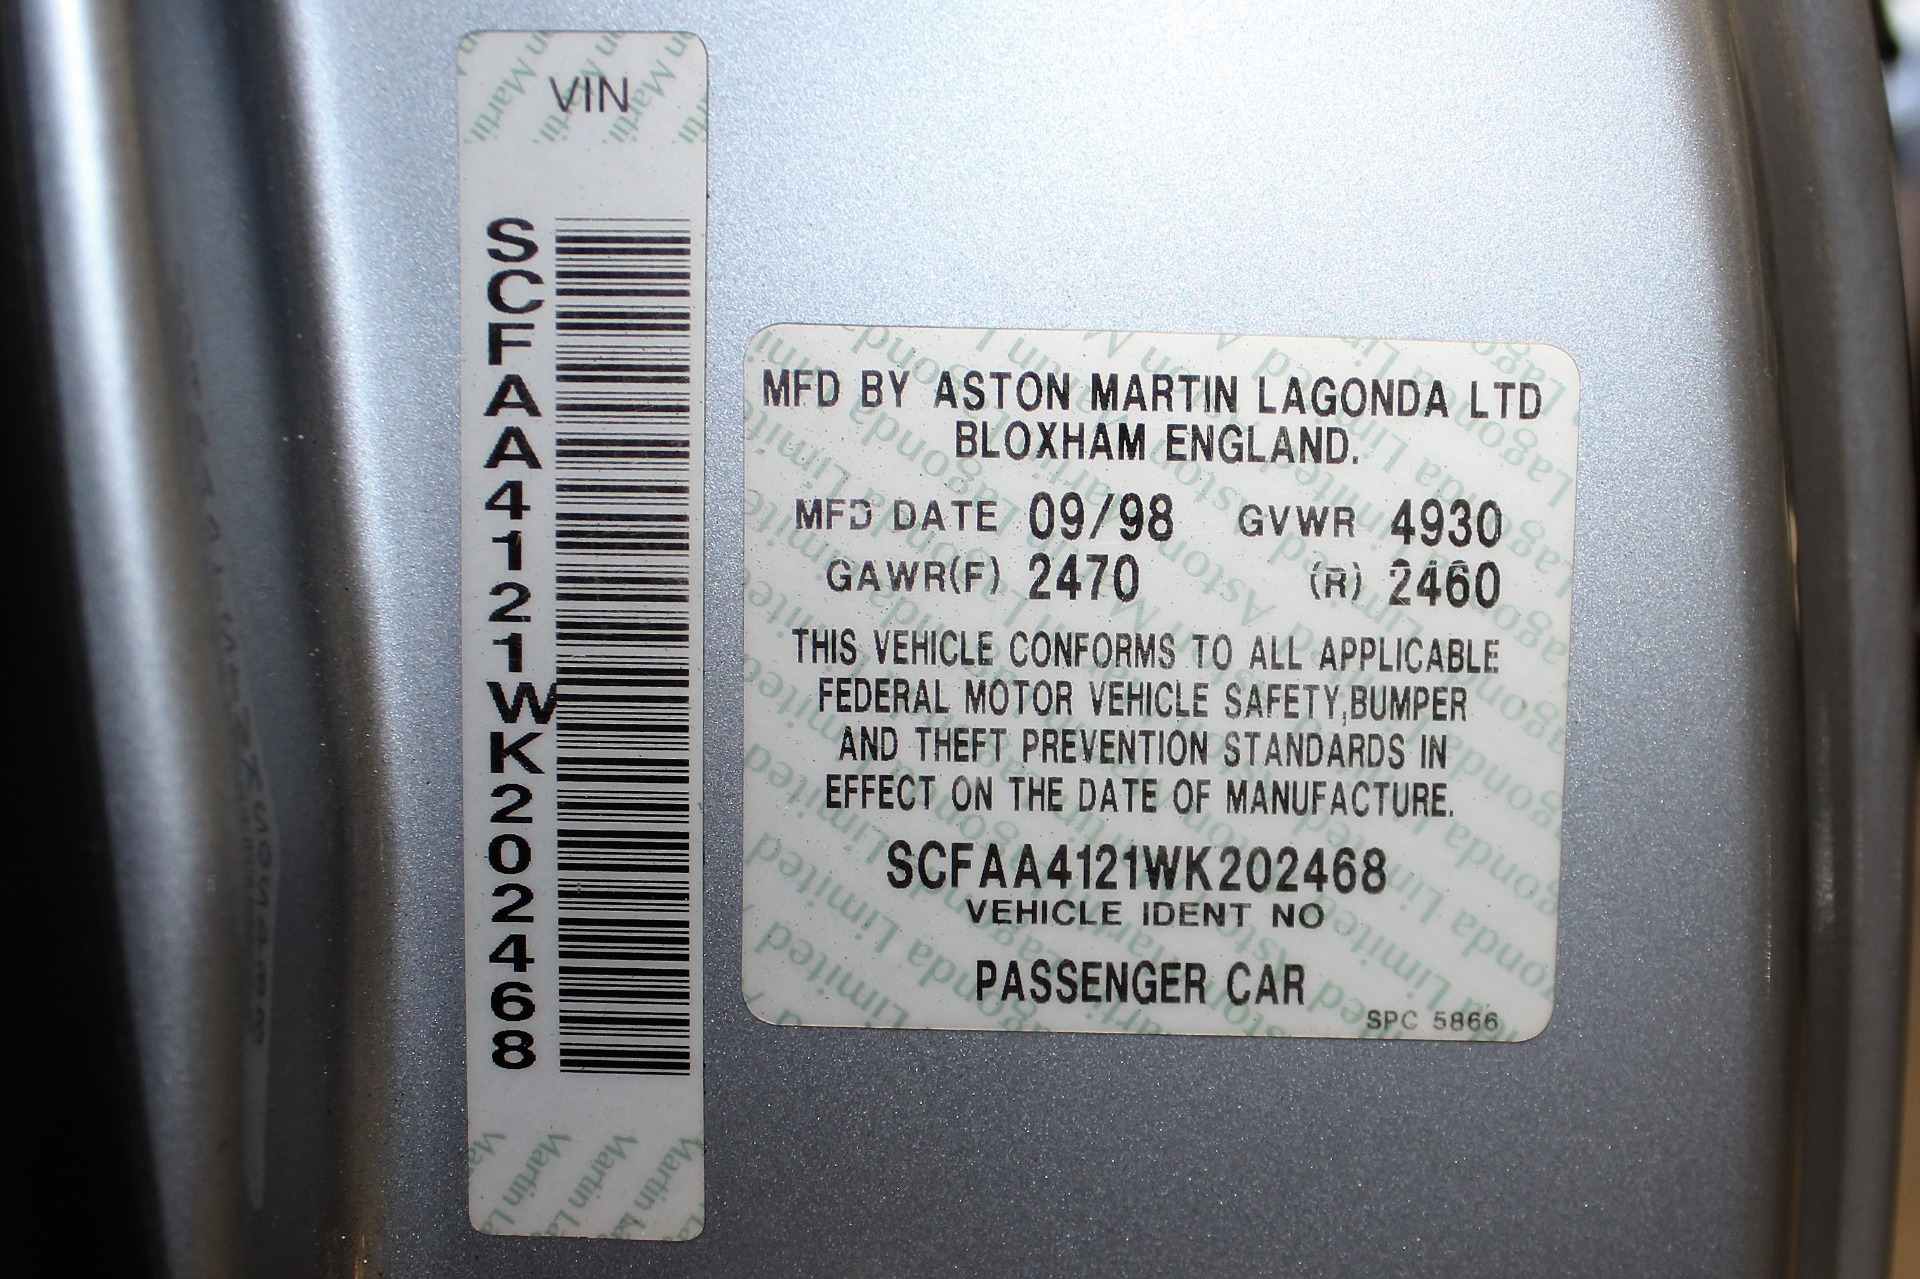 VIN
SCFAA4121WK202468
MFD BY ASTON MARTIN LAGONDA LTD
BLOXHAM ENGLAND.
MFD DATE 09/98 GVWR 4930
GAWR(F) 2470 (R) 2460
THIS VEHICLE CONFORMS TO ALL APPLICABLE
FEDERAL MOTOR VEHICLE SAFETY,BUMPER
AND THEFT PREVENTION STANDARDS IN
EFFECT ON THE DATE OF MANUFACTURE.
SCFAA4121WK202468
VEHICLE IDENT NO
PASSENGER CAR
SPC 5866